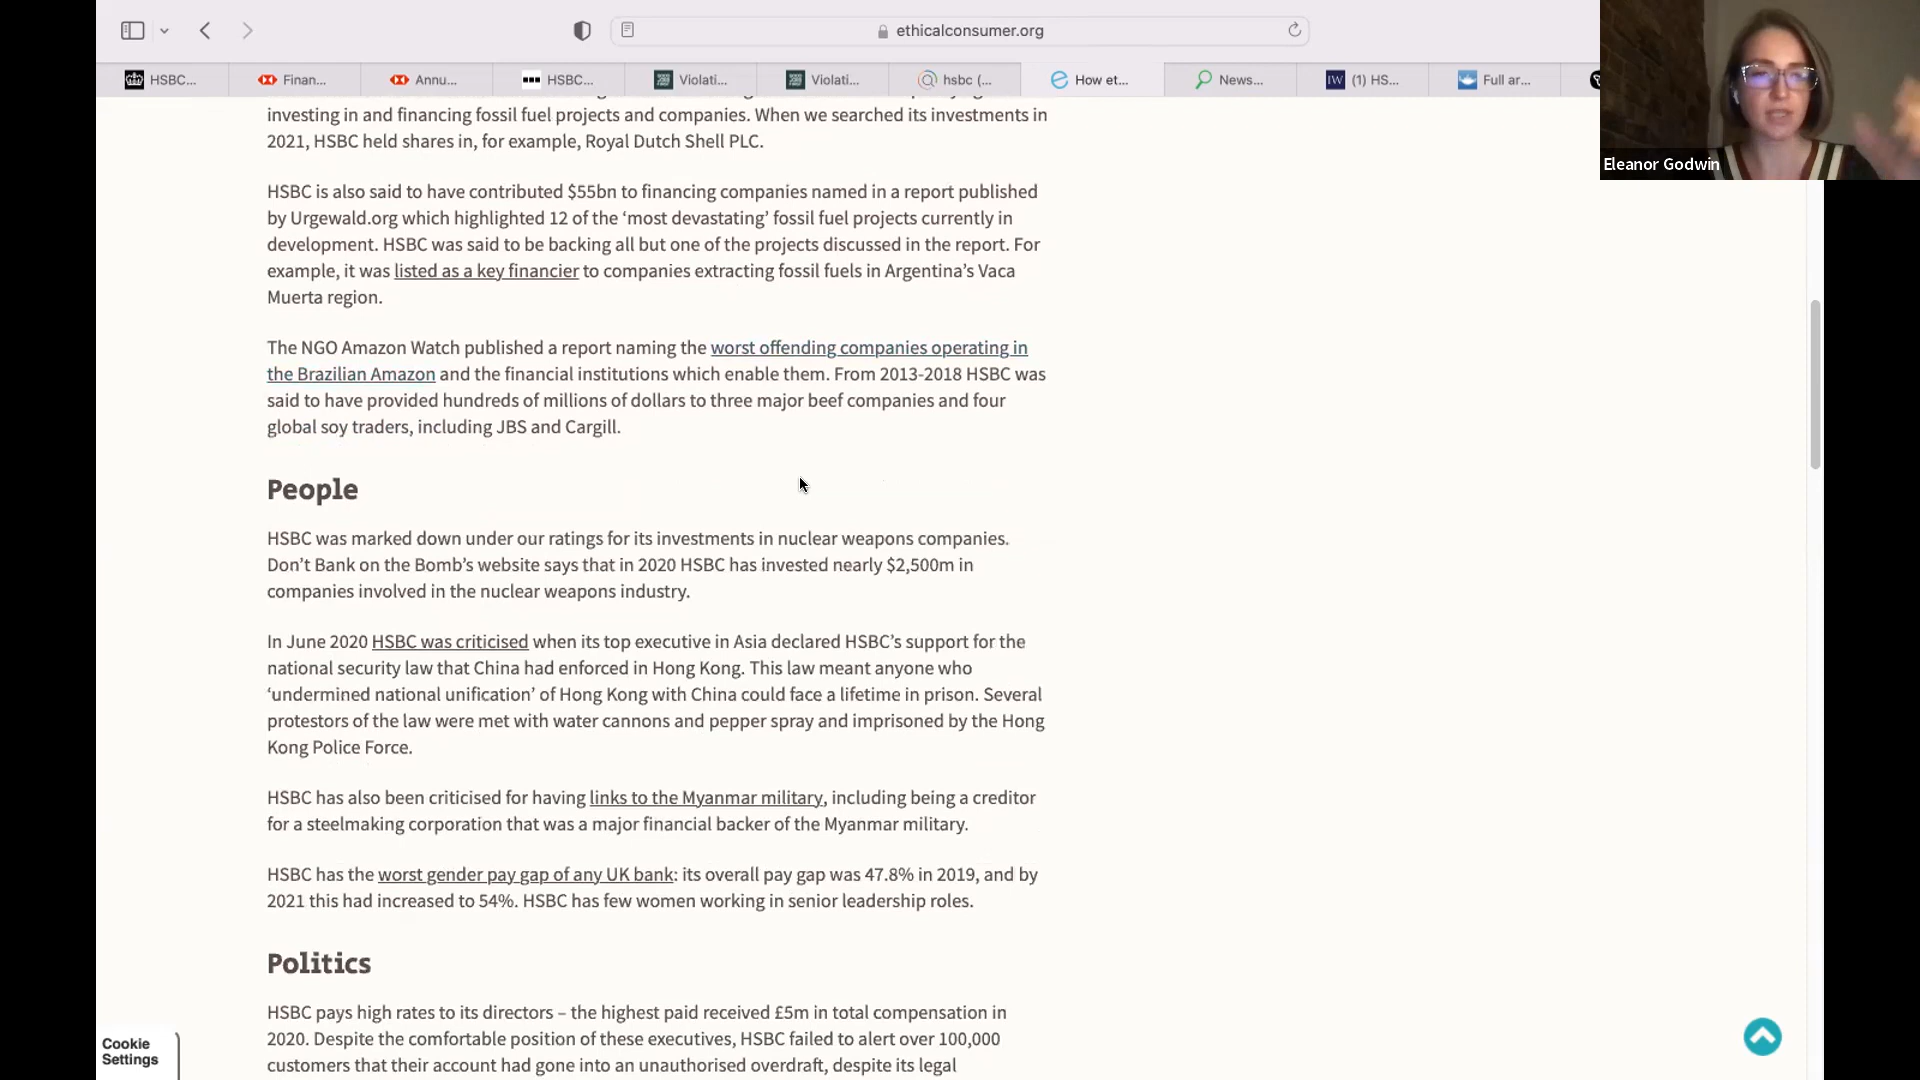 ethicalconsumer.org
HSBC...
Finan...
Annu...
HSBC...
Violati...
Violati...
hsbc (...
How et...
News...
IW
(1) HS...
Full ar...
Eleanor Godwin
investing in and financing fossil fuel projects and companies. When we searched its investments in
2021, HSBC held shares in, for example, Royal Dutch Shell PLC.
HSBC is also said to have contributed $55bn to financing companies named in a report published
by Urgewald.org which highlighted 12 of the ‘most devastating’ fossil fuel projects currently in
development. HSBC was said to be backing all but one of the projects discussed in the report. For
example, it was listed as a key financier to companies extracting fossil fuels in Argentina’s Vaca
Muerta region.
The NGO Amazon Watch published a report naming the worst offending companies operating in
the Brazilian Amazon and the financial institutions which enable them. From 2013-2018 HSBC was
said to have provided hundreds of millions of dollars to three major beef companies and four
global soy traders, including JBS and Cargill.
People
HSBC was marked down under our ratings for its investments in nuclear weapons companies.
Don’t Bank on the Bomb’s website says that in 2020 HSBC has invested nearly $2,500m in
companies involved in the nuclear weapons industry.
In June 2020 HSBC was criticised when its top executive in Asia declared HSBC’s support for the
national security law that China had enforced in Hong Kong. This law meant anyone who
‘undermined national unification’ of Hong Kong with China could face a lifetime in prison. Several
protestors of the law were met with water cannons and pepper spray and imprisoned by the Hong
Kong Police Force.
HSBC has also been criticised for having links to the Myanmar military, including being a creditor
for a steelmaking corporation that was a major financial backer of the Myanmar military.
HSBC has the worst gender pay gap of any UK bank: its overall pay gap was 47.8% in 2019, and by
2021 this had increased to 54%. HSBC has few women working in senior leadership roles.
Politics
HSBC pays high rates to its directors – the highest paid received £5m in total compensation in
2020. Despite the comfortable position of these executives, HSBC failed to alert over 100,000
customers that their account had gone into an unauthorised overdraft, despite its legal
Cookie
Settings